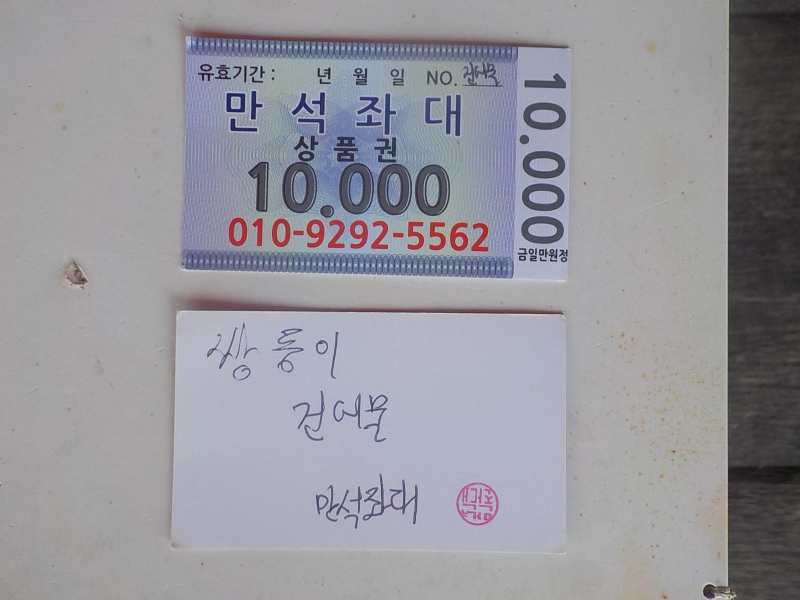 유효기간 : 년 월 일 NO. 건어물
만석좌대
상품권
10.000
010-9292-5562
10.000
금일만원정
쌍둥이
건어물
만석좌대